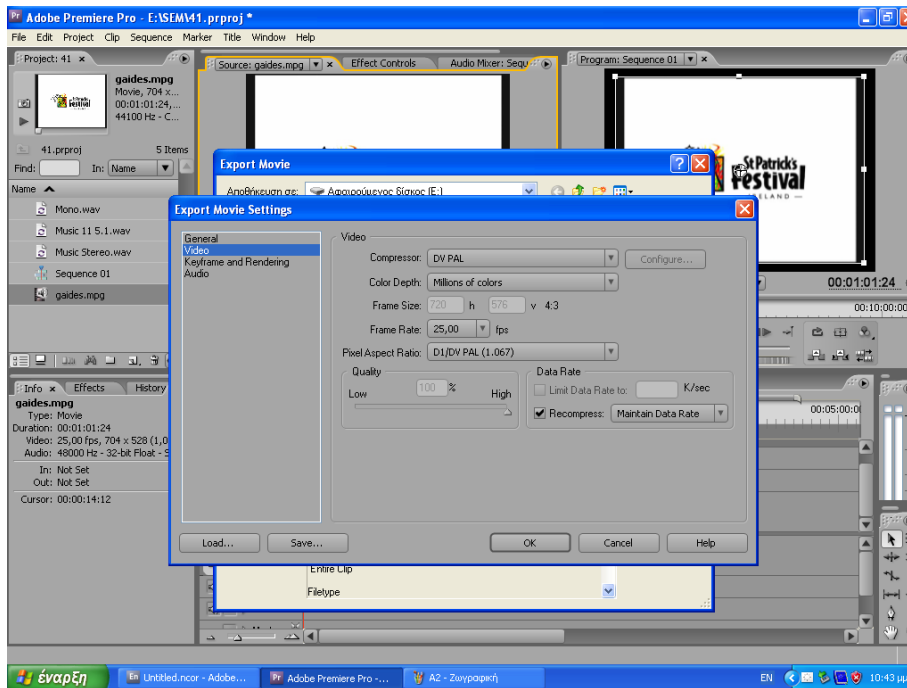 Adobe Premiere Pro - E:\SEM\41.prproj *
File Edit Project Clip Sequence Marker Title Window Help
Project: 41 x
Source: gaides.mpg
Effect Controls
Audio Mixer: Sequ
Program: Sequence 01
gaides.mpg
Movie, 704 x...
00:01:01:24,...
44100 Hz - C...
41.prproj 5 Items
Find: In: Name
Name
Mono.wav
Music 11 5.1.wav
Music Stereo.wav
Sequence 01
gaides.mpg
St Patrick's
Festival
Export Movie
Αποθήκευση σε: Αφαιρούμενος δίσκος (E:)
Export Movie Settings
General
Video
Keyframe and Rendering
Audio
Video
Compressor: DV PAL Configure...
Color Depth: Millions of colors
Frame Size: 720 h 576 v 4:3
Frame Rate: 25,00 fps
Pixel Aspect Ratio: D1/DV PAL (1.067)
Quality
Low 100 % High
Data Rate
Limit Data Rate to: K/sec
Recompress: Maintain Data Rate
Load... Save... OK Cancel Help
Entire Clip
Filetype
00:01:01:24
00:10:00:00
00:05:00:0
Info x Effects History
gaides.mpg
Type: Movie
Duration: 00:01:01:24
Video: 25,00 fps, 704 x 528 (1,0
Audio: 48000 Hz - 32-bit Float - S
In: Not Set
Out: Not Set
Cursor: 00:00:14:12
έναρξη
Untitled.ncor - Adobe...
Adobe Premiere Pro -...
A2 - Ζωγραφική
EN
10:43 μμ